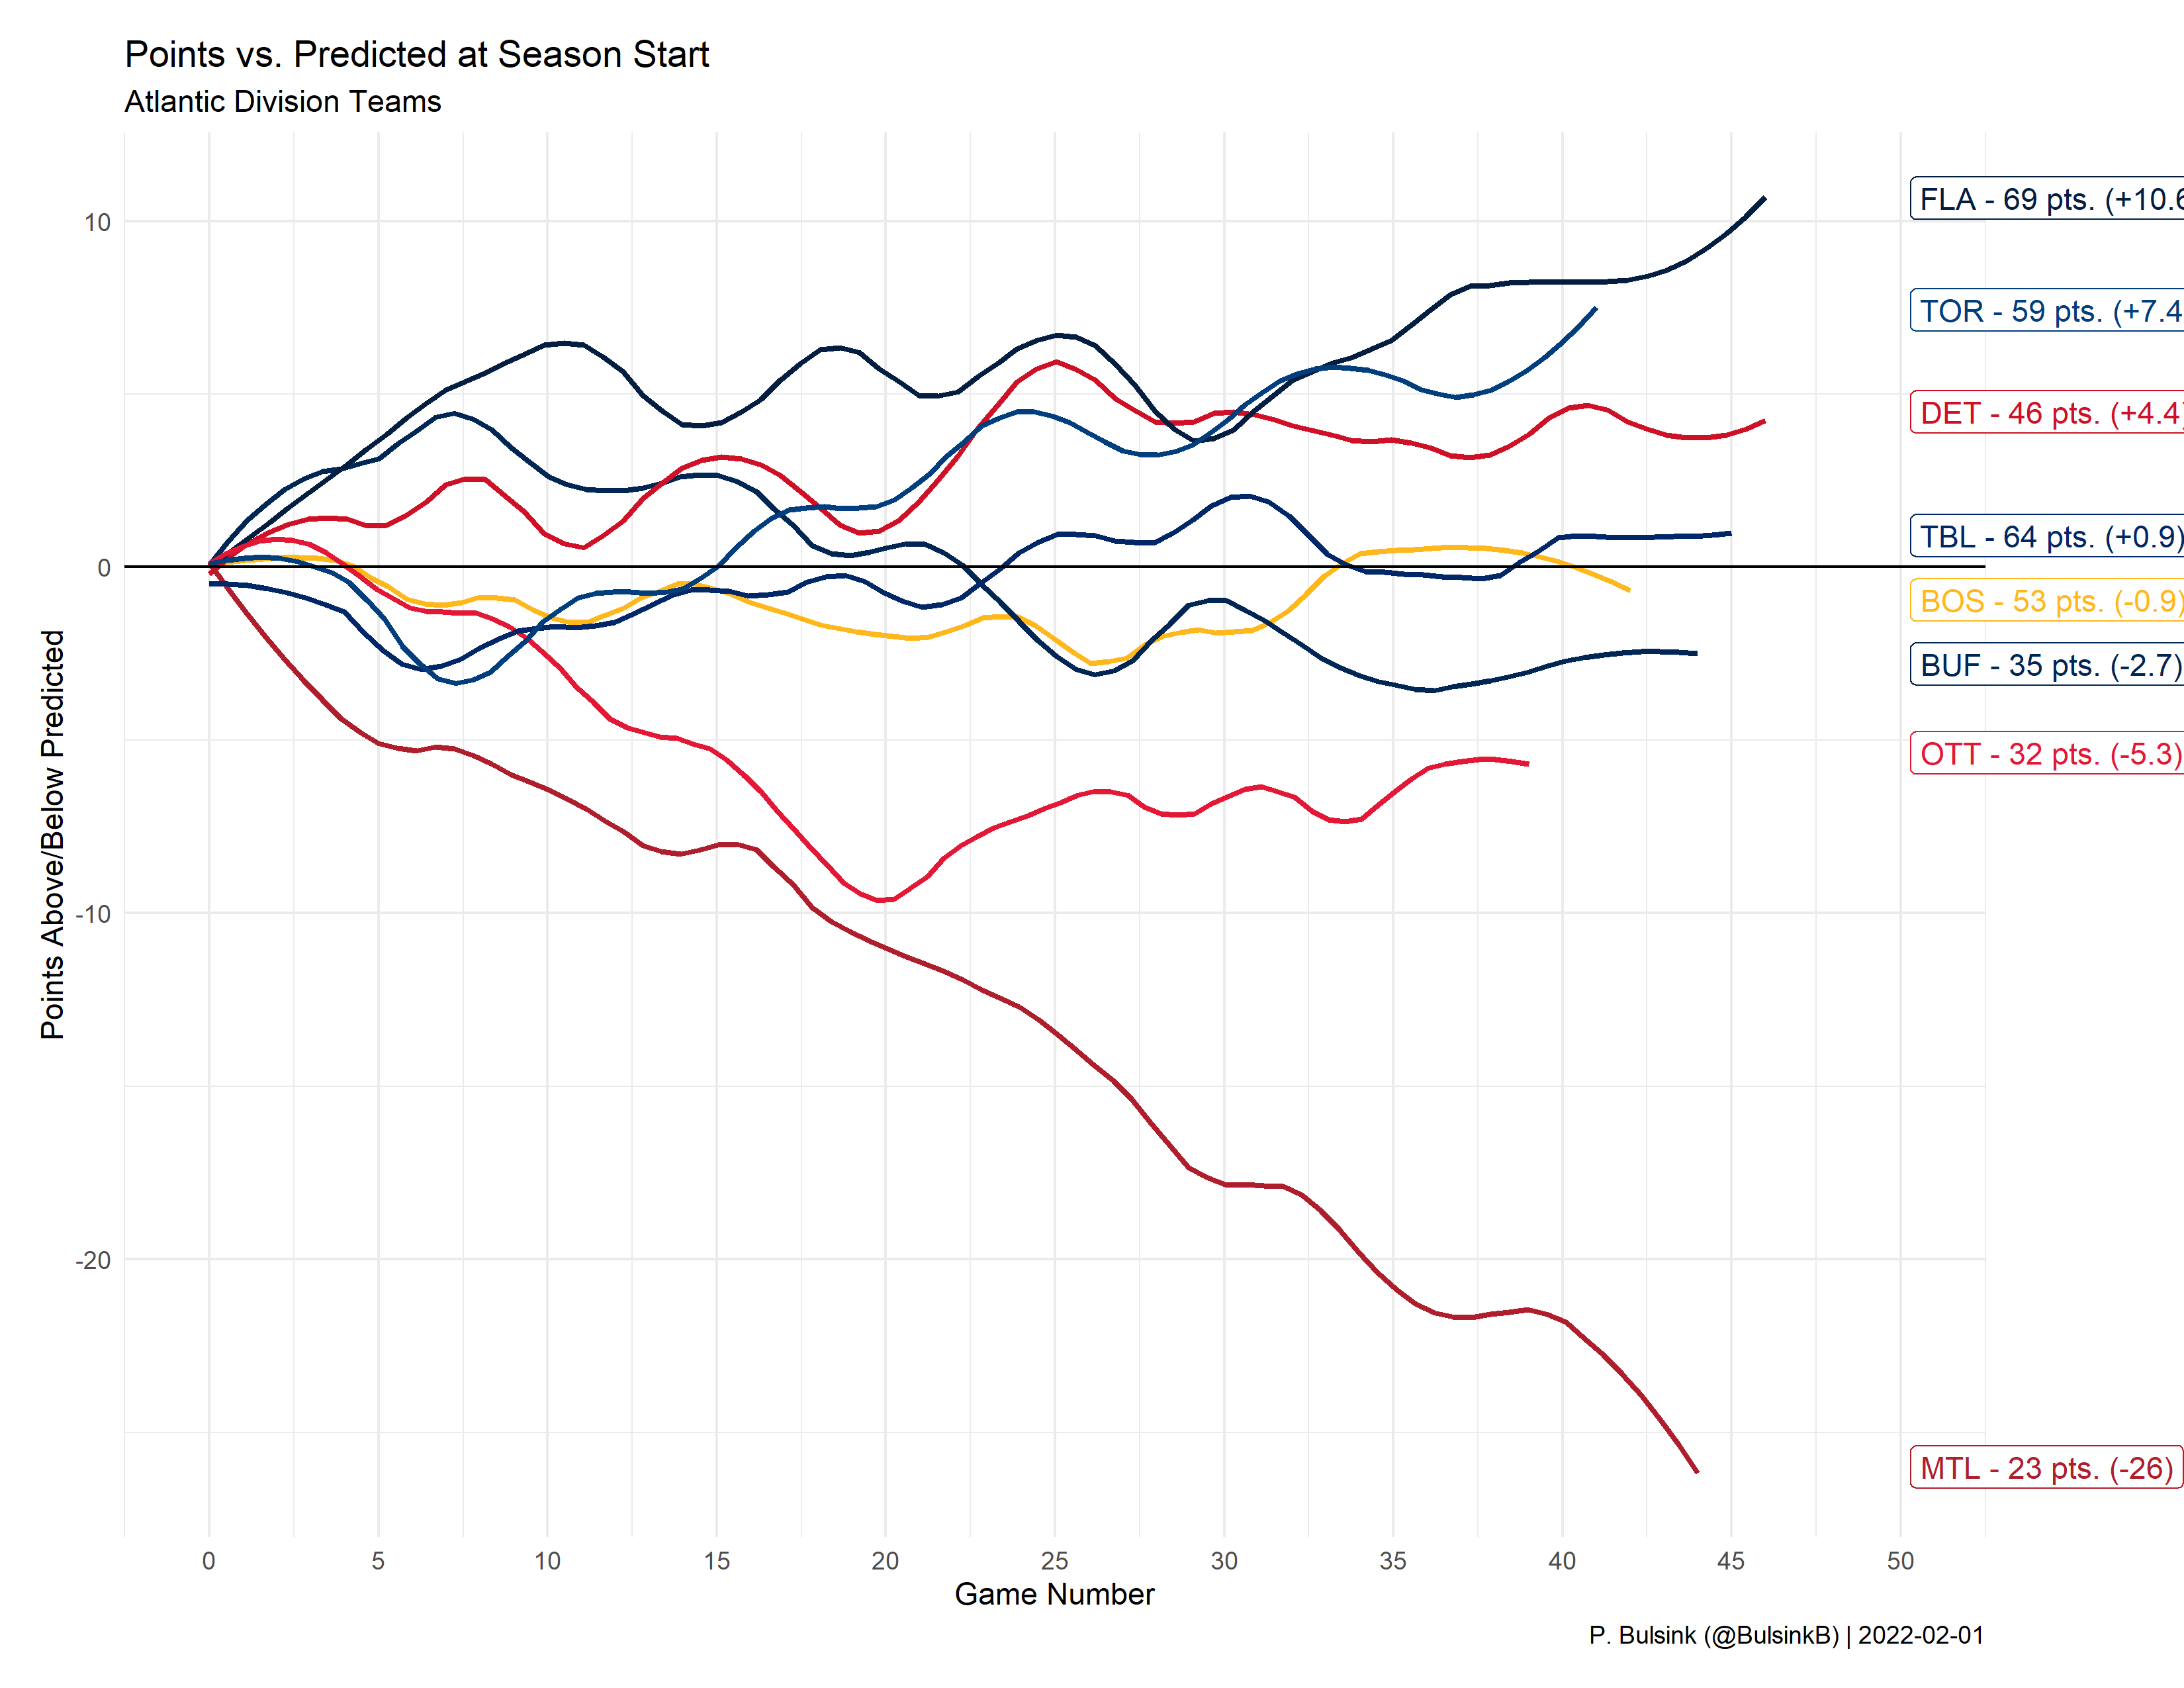 Points vs. Predicted at Season Start
Atlantic Division Teams
Points Above/Below Predicted
10
0
-10
-20
FLA - 69 pts. (+10.6
TOR - 59 pts. (+7.4
DET - 46 pts. (+4.4)
TBL - 64 pts. (+0.9)
BOS - 53 pts. (-0.9)
BUF - 35 pts. (-2.7)
OTT - 32 pts. (-5.3)
MTL - 23 pts. (-26)
0 5 10 15 20 25 30 35 40 45 50
Game Number
P. Bulsink (@BulsinkB) | 2022-02-01